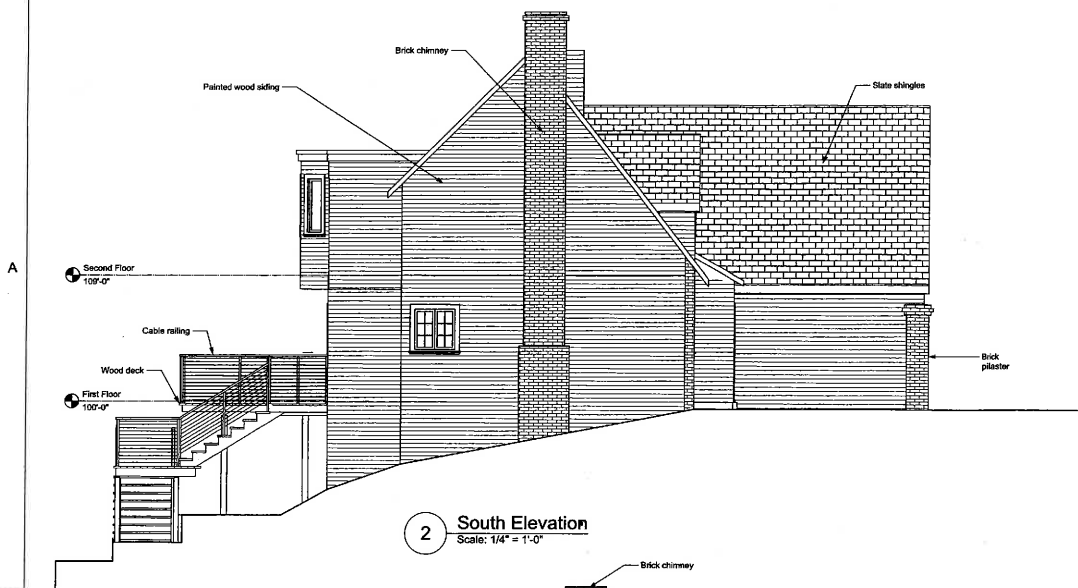 Brick chimney
Painted wood siding
Slate shingles
A
Second Floor
109'-0"
Cable railing
Wood deck
First Floor
100'-0"
Brick
pilaster
2
South Elevation
Scale: 1/4" = 1'-0"
Brick chimney